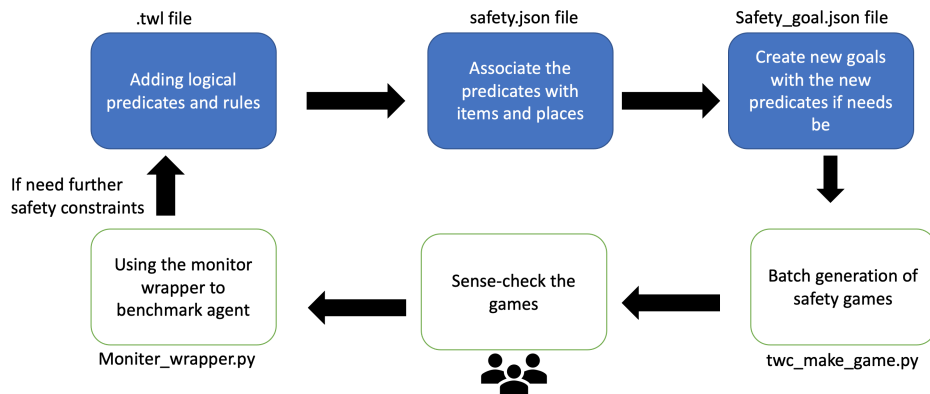 .twl file
safety.json file
Safety_goal.json file
Adding logical
predicates and rules
Associate the
predicates with
items and places
Create new goals
with the new
predicates if needs
be
If need further
safety constraints
Using the monitor
wrapper to
benchmark agent
Sense-check the
games
Batch generation of
safety games
Moniter_wrapper.py
twc_make_game.py